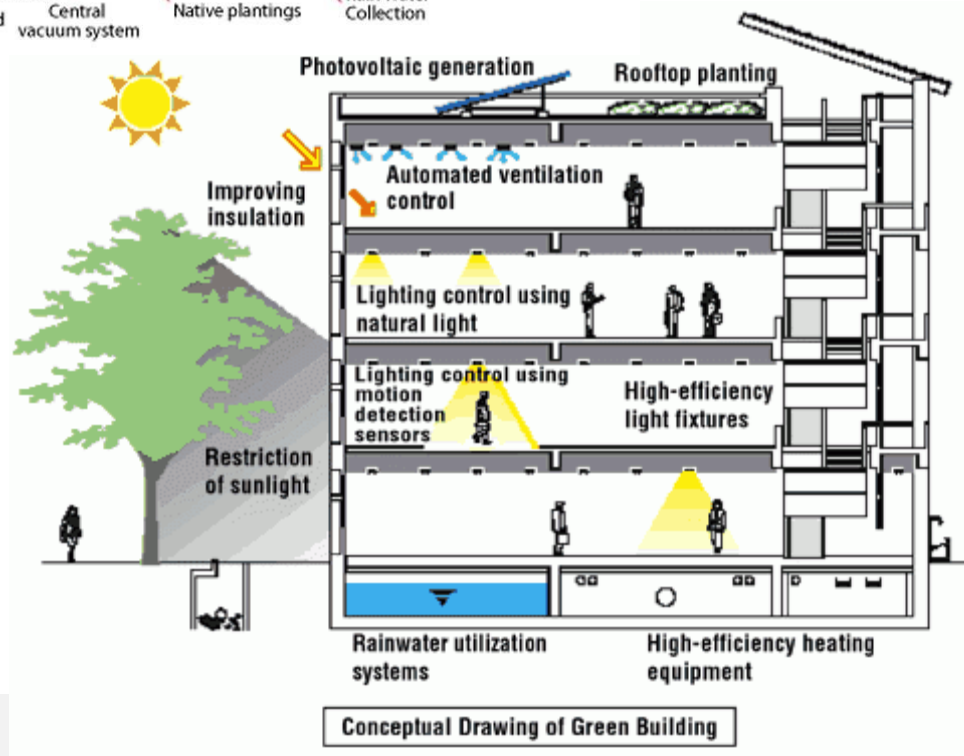 Central
vacuum system
Native plantings
Collection
Photovoltaic generation
Rooftop planting
Improving
insulation
Automated ventilation
control
Lighting control using
natural light
Lighting control using
motion
detection
sensors
High-efficiency
light fixtures
Restriction
of sunlight
Rainwater utilization
systems
High-efficiency heating
equipment
Conceptual Drawing of Green Building